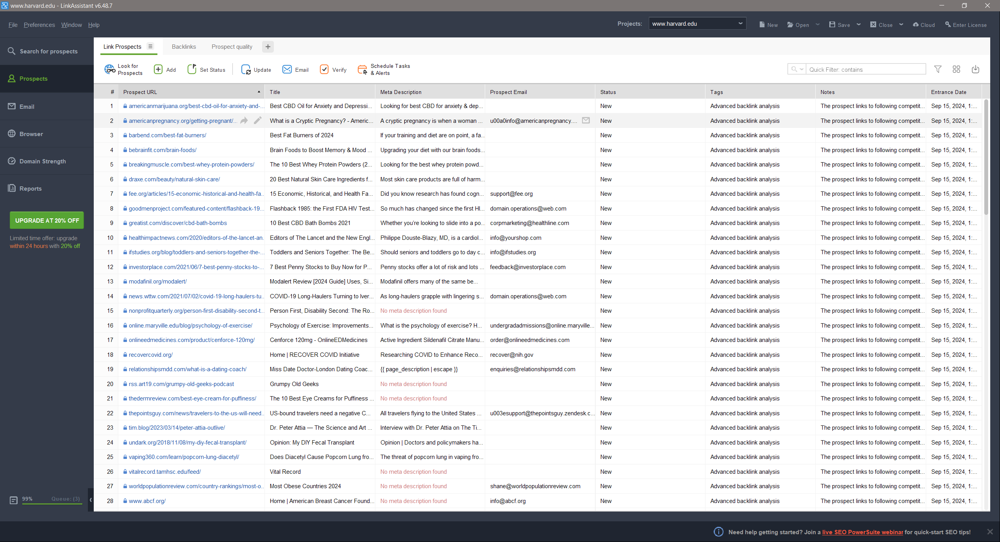 www.harvard.edu - LinkAssistant v6.48.7
File Preferences Window Help
Projects: www.harvard.edu New Open Save Close Cloud Enter License
Search for prospects
Prospects
Email
Browser
Domain Strength
Reports
UPGRADE AT 20% OFF
Limited time offer: upgrade
within 24 hours with 20% off
99% Queue: (3)
Link Prospects Backlinks Prospect quality
Look for
Prospects
Add Set Status Update Email Verify
Schedule Tasks
& Alerts
Quick Filter: contains
# Prospect URL Title Meta Description Prospect Email Status Tags Notes Entrance Date
1 americanmarijuana.org/best-cbd-oil-for-anxiety-and-... Best CBD Oil for Anxiety and Depressi... Looking for best CBD for anxiety & dep... New Advanced backlink analysis The prospect links to following competit... Sep 15, 2024, 1:...
2 americanpregnancy.org/getting-pregnant/... What is a Cryptic Pregnancy? - Americ... A cryptic pregnancy is when a woman ... u00a0info@americanpregnancy.... New Advanced backlink analysis The prospect links to following competit... Sep 15, 2024, 1:...
3 barbend.com/best-fat-burners/ Best Fat Burners of 2024 If your training and diet are on point, a fa... New Advanced backlink analysis The prospect links to following competit... Sep 15, 2024, 1:...
4 bebrainfit.com/brain-foods/ Brain Foods to Boost Memory & Mood ... Upgrading your diet with our brain foods... New Advanced backlink analysis The prospect links to following competit... Sep 15, 2024, 1:...
5 breakingmuscle.com/best-whey-protein-powders/ The 10 Best Whey Protein Powders (2... Looking for the best whey protein powd... New Advanced backlink analysis The prospect links to following competit... Sep 15, 2024, 1:...
6 draxe.com/beauty/natural-skin-care/ 20 Best Natural Skin Care Ingredients f... Most skin care products are full of harm... New Advanced backlink analysis The prospect links to following competit... Sep 15, 2024, 1:...
7 fee.org/articles/15-economic-historical-and-health-fa... 15 Economic, Historical, and Health Fa... Did you know research has found cogn... support@fee.org New Advanced backlink analysis The prospect links to following competit... Sep 15, 2024, 1:...
8 goodmenproject.com/featured-content/flashback-19... Flashback 1985: the First FDA HIV Test... So much has changed since the first HI... domain.operations@web.com New Advanced backlink analysis The prospect links to following competit... Sep 15, 2024, 1:...
9 greatist.com/discover/cbd-bath-bombs 10 Best CBD Bath Bombs 2021 Whether you're looking to slide into a po... corpmarketing@healthline.com New Advanced backlink analysis The prospect links to following competit... Sep 15, 2024, 1:...
10 healthimpactnews.com/2020/editors-of-the-lancet-an... Editors of The Lancet and the New Engl... Philippe Douste-Blazy, MD, is a cardiol... info@yourshop.com New Advanced backlink analysis The prospect links to following competit... Sep 15, 2024, 1:...
11 ifstudies.org/blog/toddlers-and-seniors-together-the-... Toddlers and Seniors Together: The Be... Should seniors and toddlers go to day c... info@ifstudies.org New Advanced backlink analysis The prospect links to following competit... Sep 15, 2024, 1:...
12 investorplace.com/2021/06/7-best-penny-stocks-to-... 7 Best Penny Stocks to Buy Now for P... Penny stocks offer a lot of risk and lots ... feedback@investorplace.com New Advanced backlink analysis The prospect links to following competit... Sep 15, 2024, 1:...
13 modafinil.org/modalert/ Modalert Review [2024 Guide] Uses, Si... Modafinil offers many of the same be... New Advanced backlink analysis The prospect links to following competit... Sep 15, 2024, 1:...
14 news.wttw.com/2021/07/02/covid-19-long-haulers-tu... COVID-19 Long-Haulers Turning to Iver... As long-haulers grapple with lingering s... domain.operations@web.com New Advanced backlink analysis The prospect links to following competit... Sep 15, 2024, 1:...
15 nonprofitquarterly.org/person-first-disability-second-t... Person First, Disability Second: The Ro... No meta description found New Advanced backlink analysis The prospect links to following competit... Sep 15, 2024, 1:...
16 online.maryville.edu/blog/psychology-of-exercise/ Psychology of Exercise: Improvements... What is the psychology of exercise? H... undergradadmissions@online.maryville... New Advanced backlink analysis The prospect links to following competit... Sep 15, 2024, 1:...
17 onlineedmedicines.com/product/cenforce-120mg/ Cenforce 120mg - OnlineEDMedicines Active Ingredient Sildenafil Citrate Manu... order@onlineedmedicines.com New Advanced backlink analysis The prospect links to following competit... Sep 15, 2024, 1:...
18 recovercovid.org/ Home | RECOVER COVID Initiative Researching COVID to Enhance Reco... recover@nih.gov New Advanced backlink analysis The prospect links to following competit... Sep 15, 2024, 1:...
19 relationshipsmdd.com/what-is-a-dating-coach/ Miss Date Doctor-London Dating Coac... {{ page_description | escape }} enquiries@relationshipsmdd.com New Advanced backlink analysis The prospect links to following competit... Sep 15, 2024, 1:...
20 rss.art19.com/grumpy-old-geeks-podcast Grumpy Old Geeks No meta description found New Advanced backlink analysis The prospect links to following competit... Sep 15, 2024, 1:...
21 thedermreview.com/best-eye-cream-for-puffiness/ The 10 Best Eye Creams for Puffiness ... No meta description found New Advanced backlink analysis The prospect links to following competit... Sep 15, 2024, 1:...
22 thepointsguy.com/news/travelers-to-the-us-will-need... US-bound travelers need a negative C... All travelers flying to the United States ... u003esupport@thepointsguy.zendesk.c... New Advanced backlink analysis The prospect links to following competit... Sep 15, 2024, 1:...
23 tim.blog/2023/03/14/peter-attia-outlive/ Dr. Peter Attia — The Science and Art ... Interview with Dr. Peter Attia on The Ti... New Advanced backlink analysis The prospect links to following competit... Sep 15, 2024, 1:...
24 undark.org/2018/11/08/my-diy-fecal-transplant/ Opinion: My DIY Fecal Transplant Opinion | Doctors and policymakers ha... New Advanced backlink analysis The prospect links to following competit... Sep 15, 2024, 1:...
25 vaping360.com/learn/popcorn-lung-diacetyl/ Does Diacetyl Cause Popcorn Lung fro... The threat of popcorn lung in vaping fro... New Advanced backlink analysis The prospect links to following competit... Sep 15, 2024, 1:...
26 vitalrecord.tamhsc.edu/feed/ Vital Record No meta description found New Advanced backlink analysis The prospect links to following competit... Sep 15, 2024, 1:...
27 worldpopulationreview.com/country-rankings/most-o... Most Obese Countries 2024 No meta description found shane@worldpopulationreview.com New Advanced backlink analysis The prospect links to following competit... Sep 15, 2024, 1:...
28 www.abcf.org/ Home | American Breast Cancer Found... No meta description found info@abcf.org New Advanced backlink analysis The prospect links to following competit... Sep 15, 2024, 1:...
Need help getting started? Join a live SEO PowerSuite webinar for quick-start SEO tips!